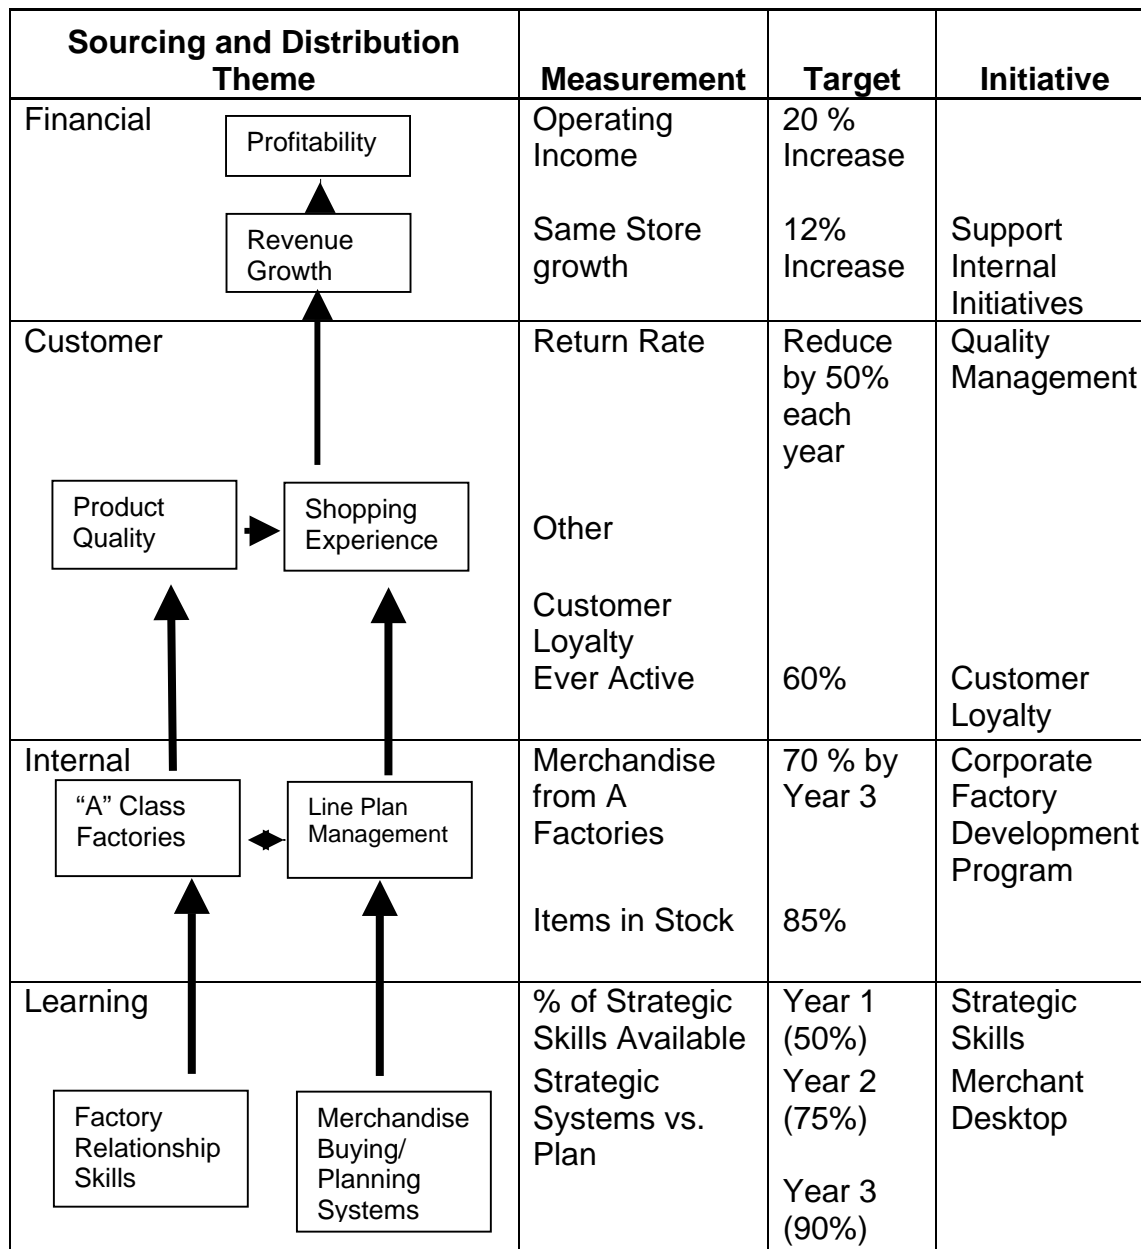 Sourcing and Distribution
Theme
Measurement
Target
Initiative
Financial
Profitability
Revenue
Growth
Operating
Income
20 %
Increase
Same Store
growth
12%
Increase
Support
Internal
Initiatives
Customer
Product
Quality
Shopping
Experience
Return Rate
Reduce
by 50%
each
year
Quality
Management
Other
Customer
Loyalty
Ever Active
60%
Customer
Loyalty
Internal
“A” Class
Factories
Line Plan
Management
Merchandise
from A
Factories
70 % by
Year 3
Corporate
Factory
Development
Program
Items in Stock
85%
Learning
Factory
Relationship
Skills
Merchandise
Buying/
Planning
Systems
% of Strategic
Skills Available
Year 1
(50%)
Strategic
Skills
Strategic
Systems vs.
Plan
Year 2
(75%)
Merchant
Desktop
Year 3
(90%)